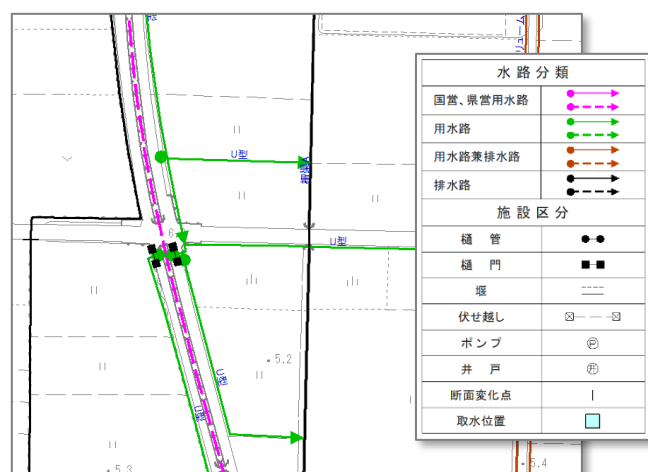 U型
6
U型
5.2
U型
U型
5.3
5.4
水路分類
国営、県営用水路
用水路
用水路兼排水路
排水路
施設区分
樋管
樋門
堰
伏せ越し
ポンプ
P
井戸
井
断面変化点
取水位置